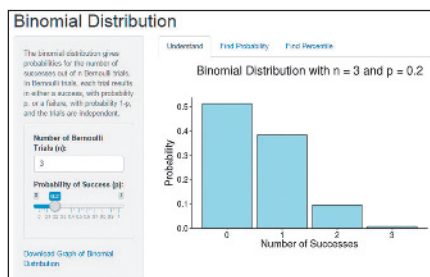 Binomial Distribution
The binomial distribution gives
probabilities for the number of
successes out of n Bernoulli trials.
In Bernoulli trials, each trial results
in either a success, with probability
p, or a failure, with probability 1-p,
and the trials are independent.
Number of Bernoulli
Trials (n):
3
Probability of Success (p):
0.2
Download Graph of Binomial
Distribution
Understand
Find Probability
Find Percentile
Binomial Distribution with n = 3 and p = 0.2
Probability
0.5
0.4
0.3
0.2
0.1
0.0
0 1 2 3
Number of Successes